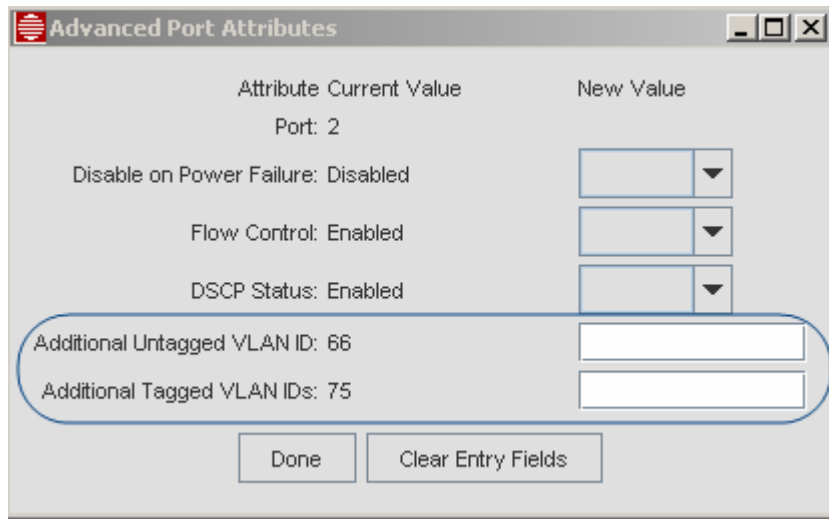 Advanced Port Attributes
Attribute Current Value New Value
Port: 2
Disable on Power Failure: Disabled
Flow Control: Enabled
DSCP Status: Enabled
Additional Untagged VLAN ID: 66
Additional Tagged VLAN IDs: 75
Done Clear Entry Fields